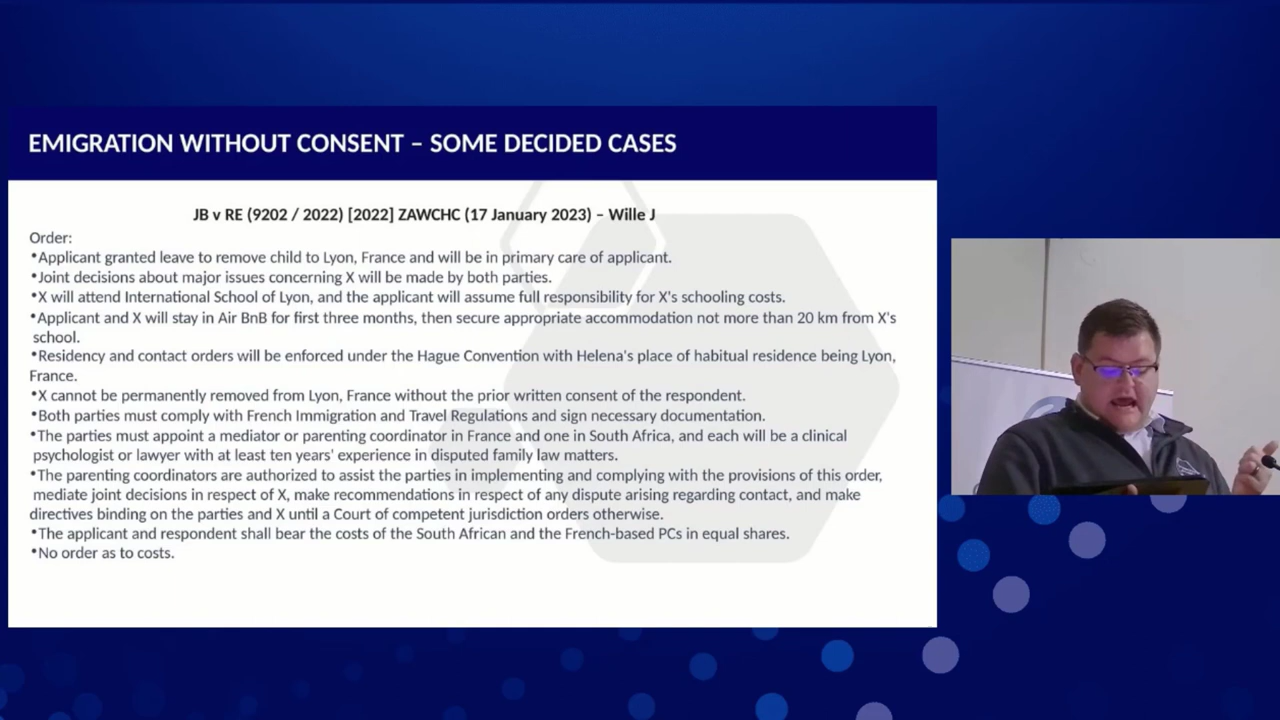 EMIGRATION WITHOUT CONSENT – SOME DECIDED CASES
JB v RE (9202 / 2022) [2022] ZAWCHC (17 January 2023) – Wille J
Order:
•Applicant granted leave to remove child to Lyon, France and will be in primary care of applicant.
•Joint decisions about major issues concerning X will be made by both parties.
•X will attend International School of Lyon, and the applicant will assume full responsibility for X's schooling costs.
•Applicant and X will stay in Air BnB for first three months, then secure appropriate accommodation not more than 20 km from X's
school.
•Residency and contact orders will be enforced under the Hague Convention with Helena's place of habitual residence being Lyon,
France.
•X cannot be permanently removed from Lyon, France without the prior written consent of the respondent.
•Both parties must comply with French Immigration and Travel Regulations and sign necessary documentation.
•The parties must appoint a mediator or parenting coordinator in France and one in South Africa, and each will be a clinical
psychologist or lawyer with at least ten years' experience in disputed family law matters.
•The parenting coordinators are authorized to assist the parties in implementing and complying with the provisions of this order,
mediate joint decisions in respect of X, make recommendations in respect of any dispute arising regarding contact, and make
directives binding on the parties and X until a Court of competent jurisdiction orders otherwise.
•The applicant and respondent shall bear the costs of the South African and the French-based PCs in equal shares.
•No order as to costs.